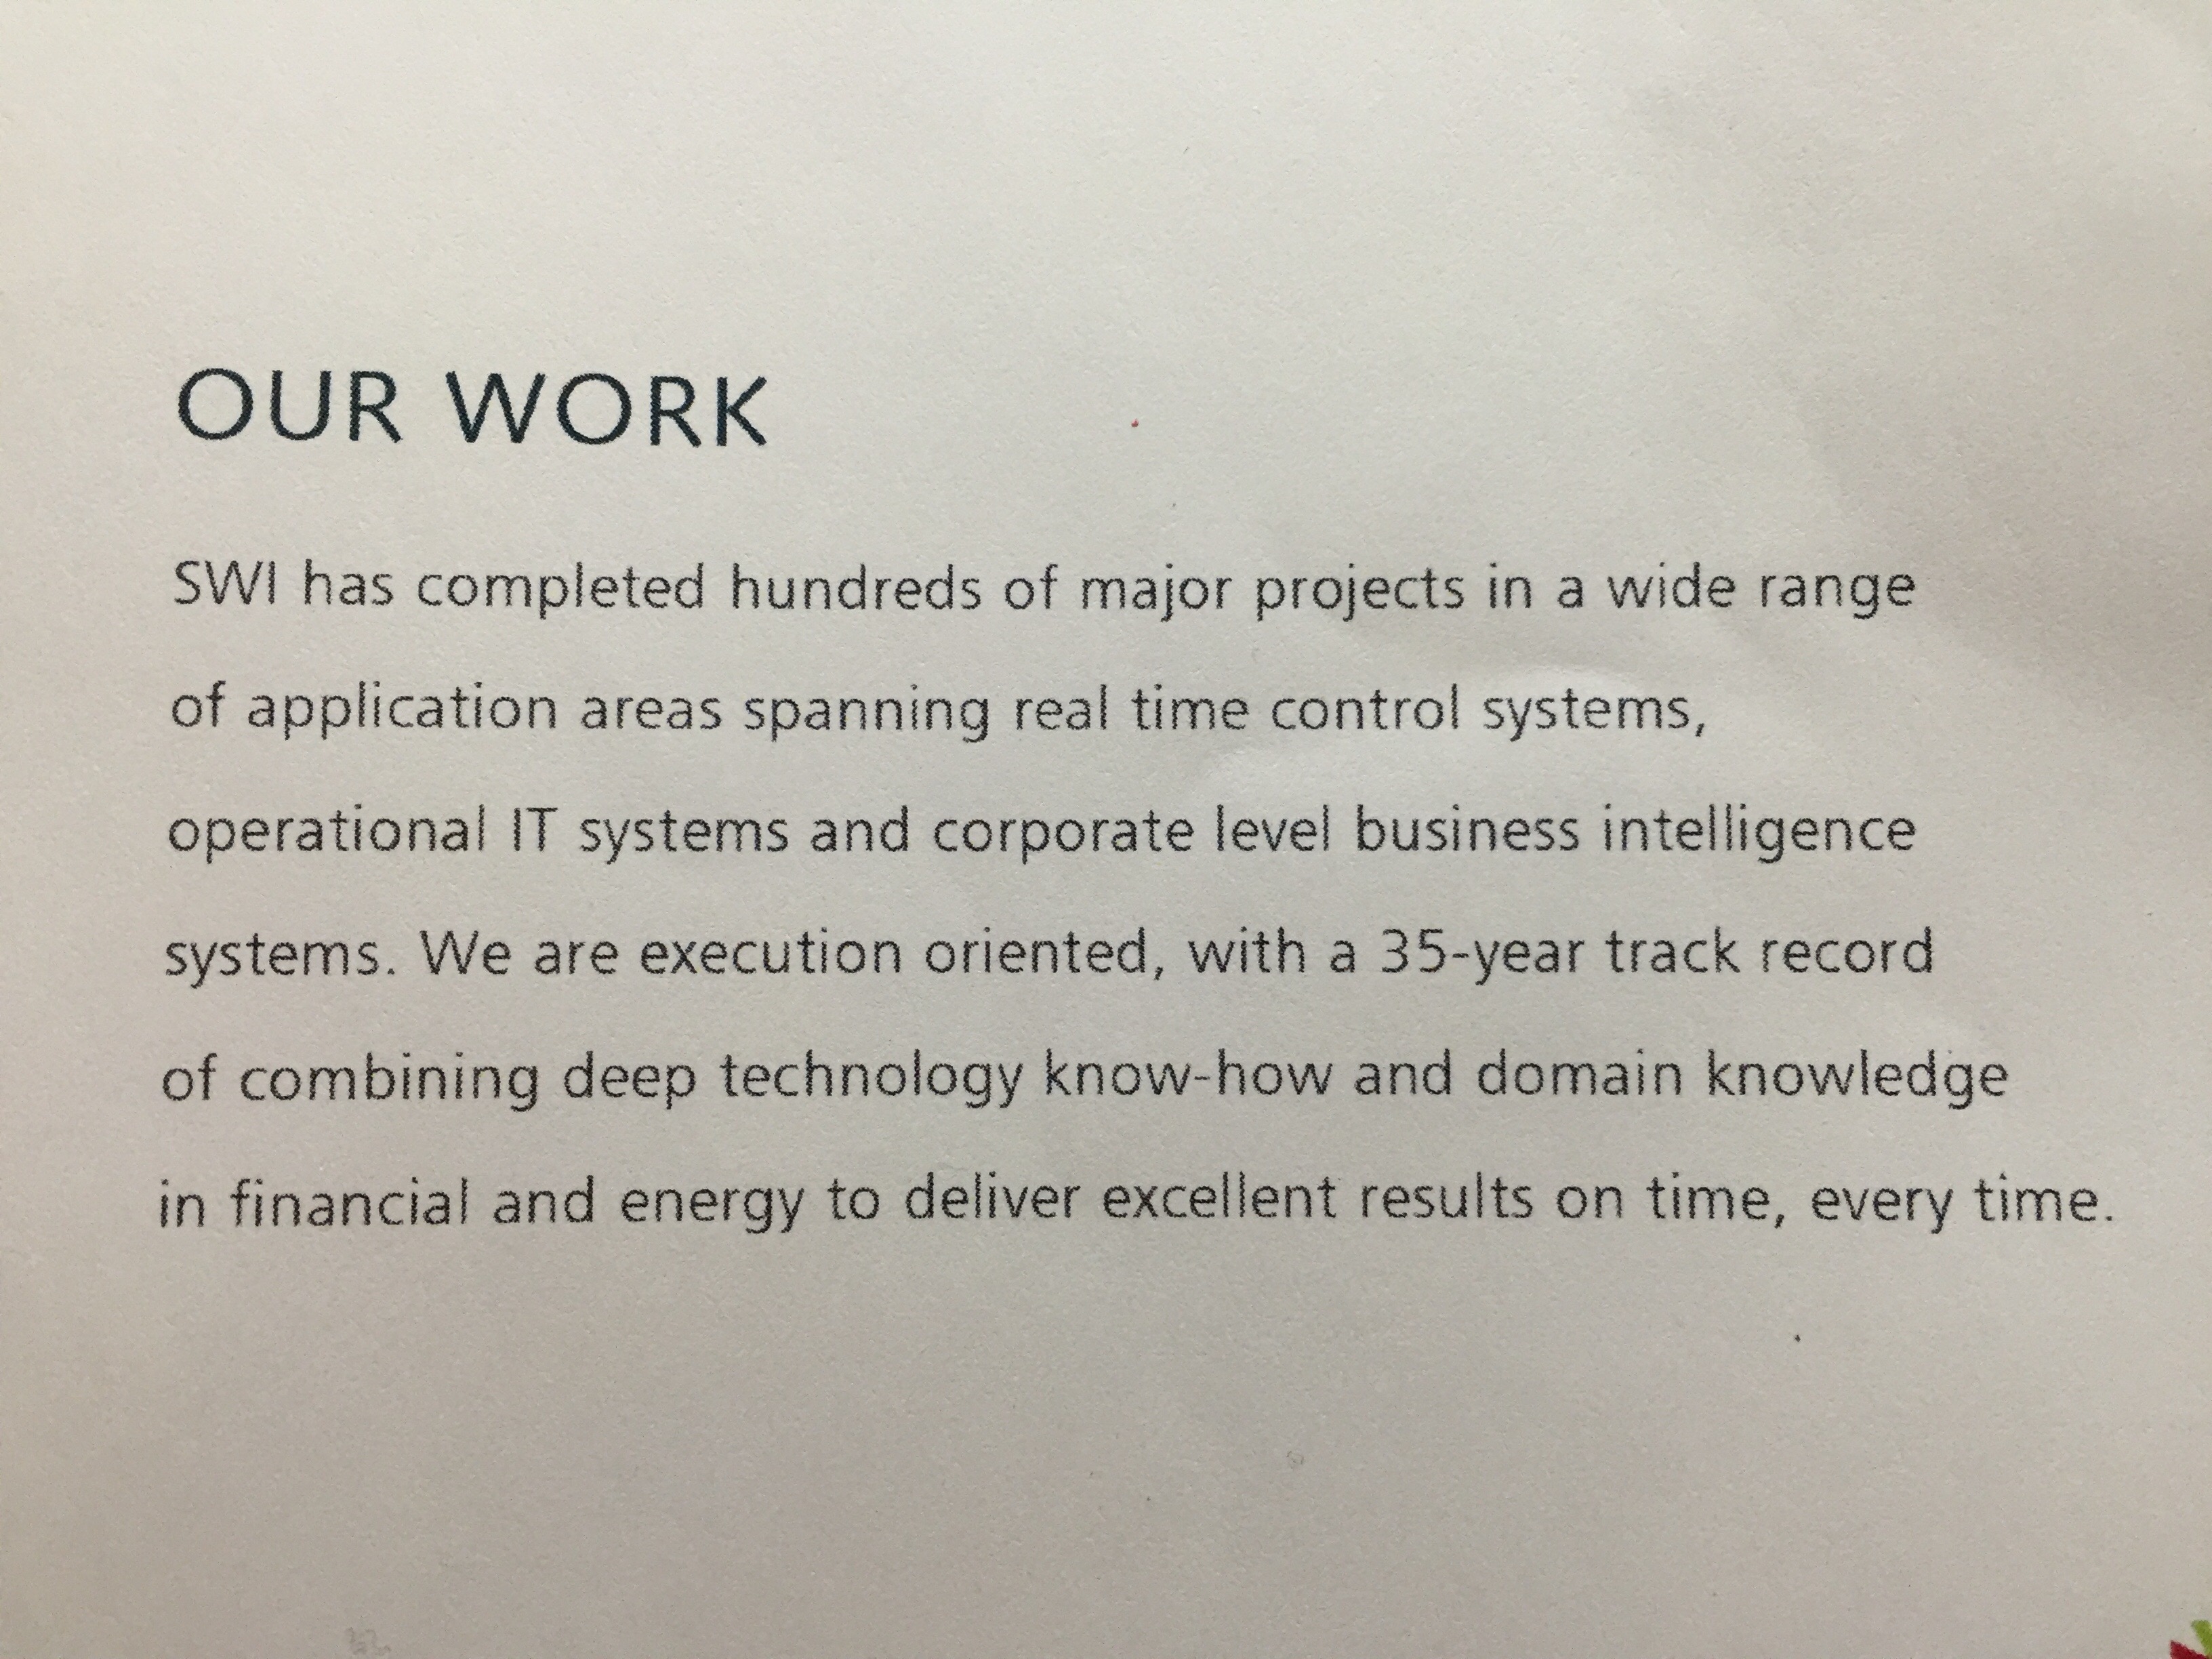 OUR WORK
SWI has completed hundreds of major projects in a wide range
of application areas spanning real time control systems,
operational IT systems and corporate level business intelligence
systems. We are execution oriented, with a 35-year track record
of combining deep technology know-how and domain knowledge
in financial and energy to deliver excellent results on time, every time.